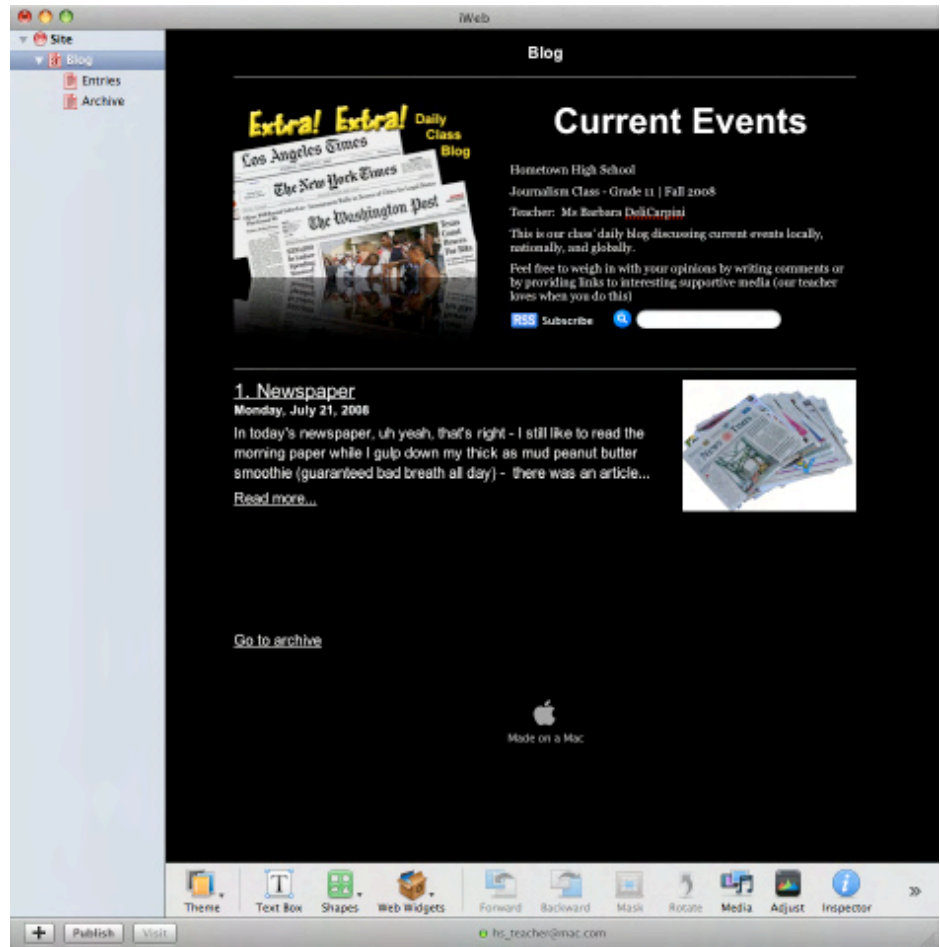 iWeb
Site
Blog
Entries
Archive
Blog
Extra! Extra! Daily
Class
Blog
Los Angeles Times
The New York Times
The Washington Post
Current Events
Hometown High School
Journalism Class - Grade 11 | Fall 2008
Teacher: Ms Barbara DeliCarpini
This is our class' daily blog discussing current events locally,
nationally, and globally.
Feel free to weigh in with your opinions by writing comments or
by providing links to interesting supportive media (our teacher
loves when you do this)
RSS Subscribe
1. Newspaper
Monday, July 21, 2008
In today's newspaper, uh yeah, that's right - I still like to read the
morning paper while I gulp down my thick as mud peanut butter
smoothie (guaranteed bad breath all day) - there was an article...
Read more...
News Times
Go to archive
Made on a Mac
Theme
Text Box
Shapes
Web Widgets
Forward
Backward
Mask
Rotate
Media
Adjust
Inspector
Publish
Visit
hs_teacher@mac.com